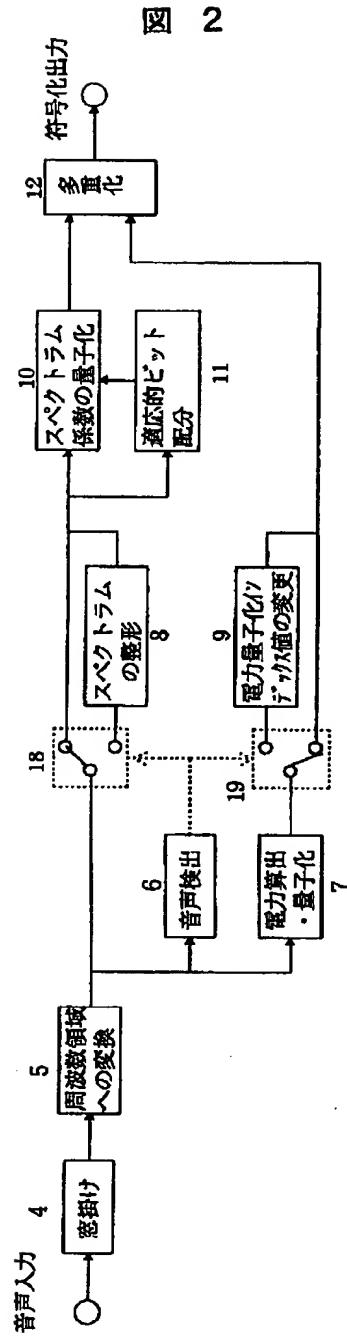 図 2
音声入力
4
窓掛け
5
周波数領域
への変換
6
音声検出
7
電力算出
・量子化
18
19
スペクトラム
の整形
8
9
電力量子化イン
デックス値の変更
10
スペクトラム
係数の量子化
適応的ビット
配分
11
12
多重
化
符号化出力